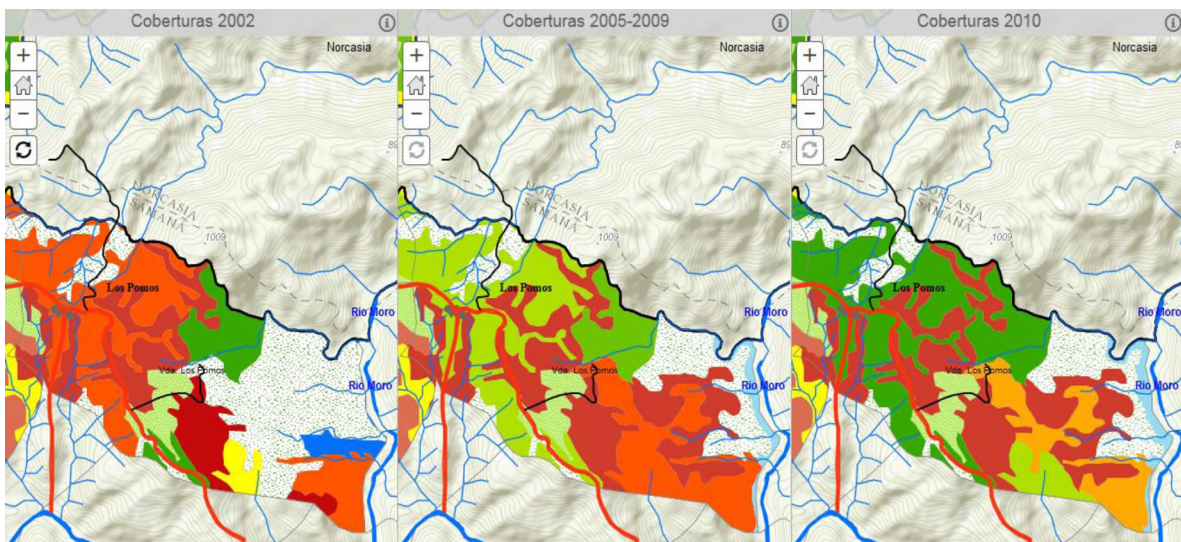 Coberturas 2002
Norcasia
+
−
89
NORCASIA
SAMANÁ
1009
Los Pomos
Rio Moro
Vda. Los Pomos
Rio Moro
Coberturas 2005-2009
Norcasia
+
−
89
NORCASIA
SAMANÁ
1009
Los Pomos
Rio Moro
Vda. Los Pomos
Rio Moro
Coberturas 2010
Norcasia
+
−
NORCASIA
SAMANÁ
1009
Los Pomos
Rio Moro
Vda. Los Pomos
Rio Moro